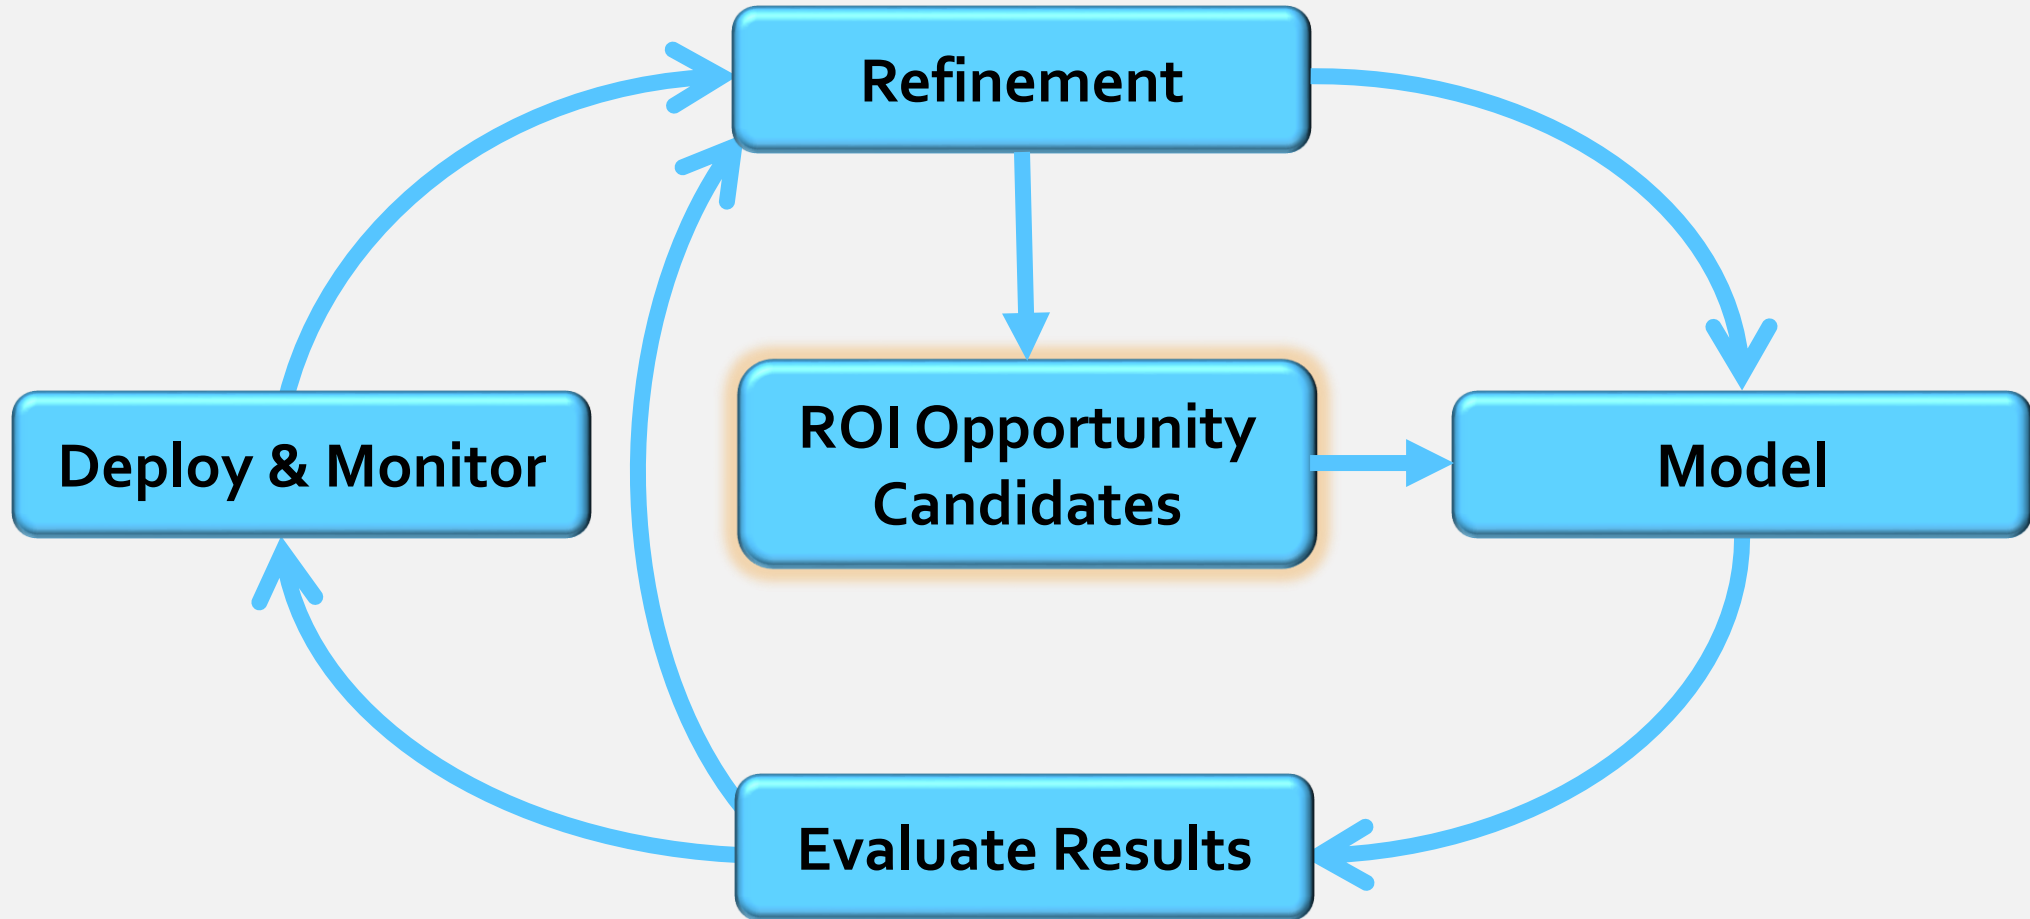 Refinement
ROI Opportunity
Candidates
Deploy & Monitor
Model
Evaluate Results